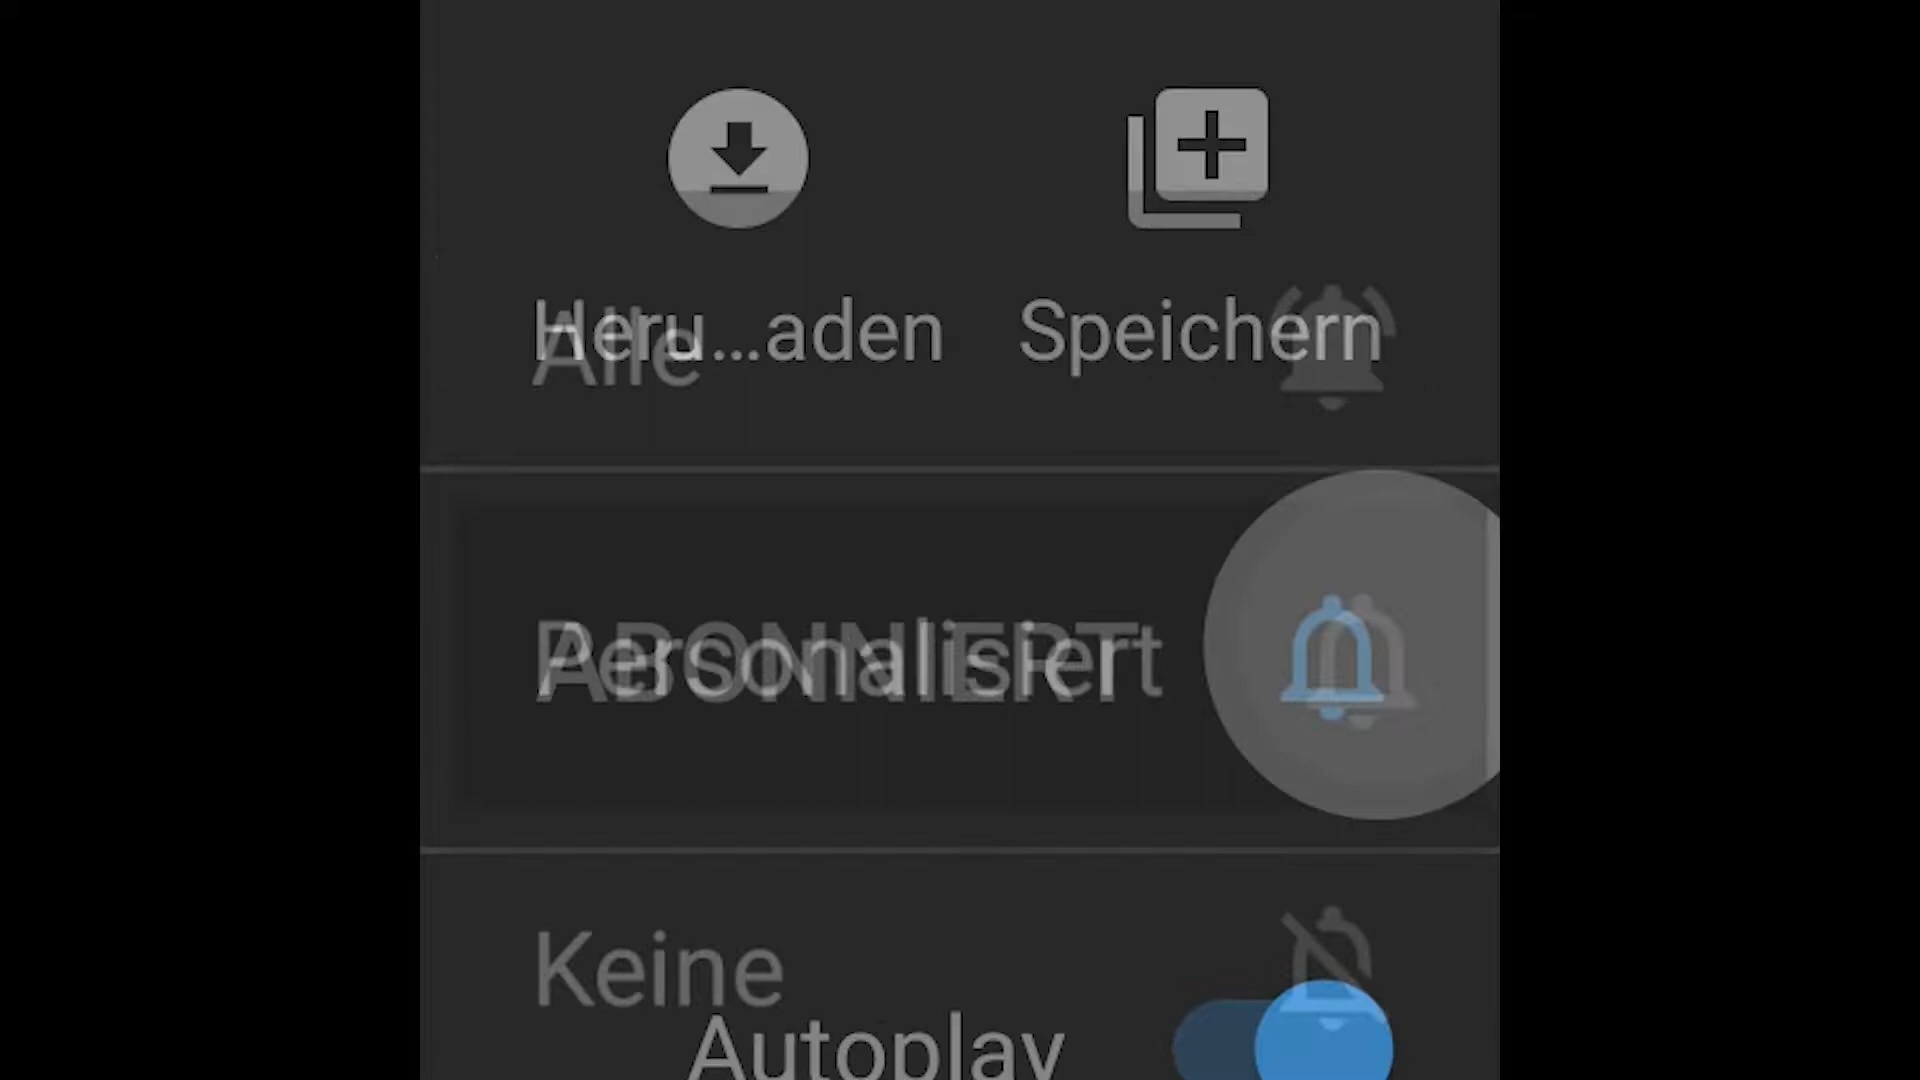 Heru...aden Speichern
Alle
ABONNIERT
Personalisiert
Keine
Autoplay